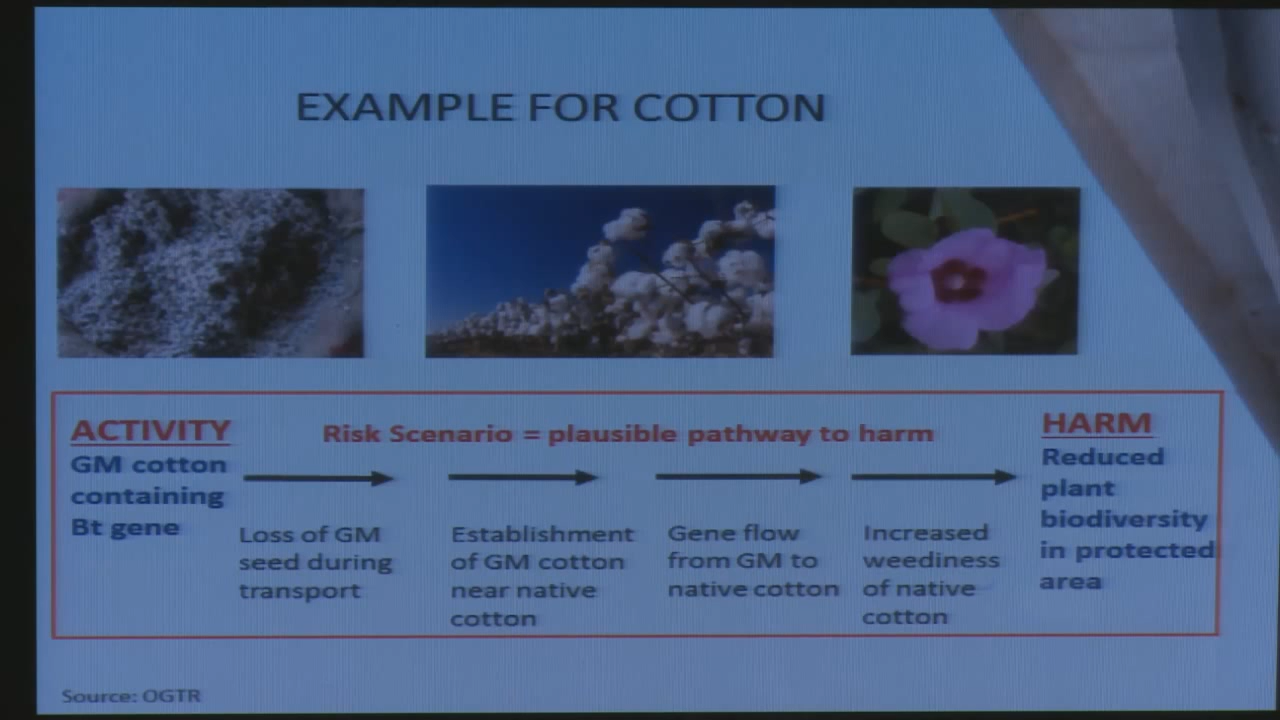 EXAMPLE FOR COTTON
ACTIVITY
GM cotton
containing
Bt gene
Risk Scenario = plausible pathway to harm
Loss of GM
seed during
transport
Establishment
of GM cotton
near native
cotton
Gene flow
from GM to
native cotton
Increased
weediness
of native
cotton
HARM
Reduced
plant
biodiversity
in protected
area
Source: OGTR